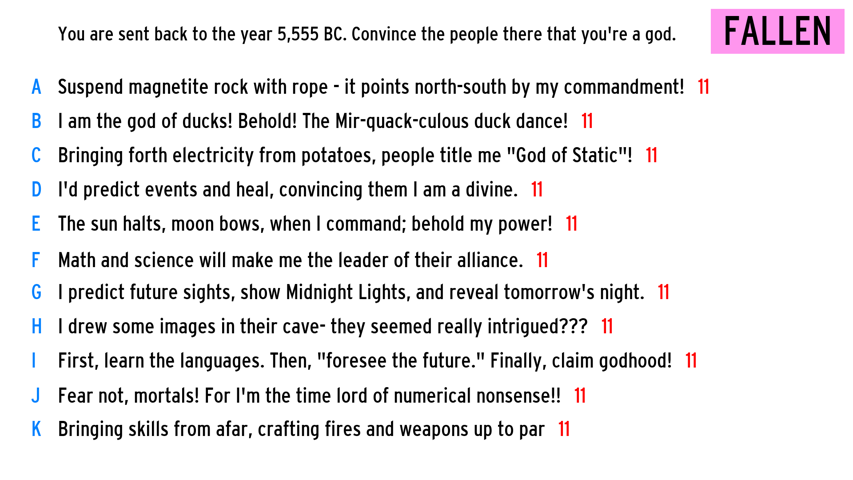 You are sent back to the year 5,555 BC. Convince the people there that you're a god.
FALLEN
A Suspend magnetite rock with rope - it points north-south by my commandment! 11
B I am the god of ducks! Behold! The Mir-quack-culous duck dance! 11
C Bringing forth electricity from potatoes, people title me "God of Static"! 11
D I'd predict events and heal, convincing them I am a divine. 11
E The sun halts, moon bows, when I command; behold my power! 11
F Math and science will make me the leader of their alliance. 11
G I predict future sights, show Midnight Lights, and reveal tomorrow's night. 11
H I drew some images in their cave- they seemed really intrigued??? 11
I First, learn the languages. Then, "foresee the future." Finally, claim godhood! 11
J Fear not, mortals! For I'm the time lord of numerical nonsense!! 11
K Bringing skills from afar, crafting fires and weapons up to par 11